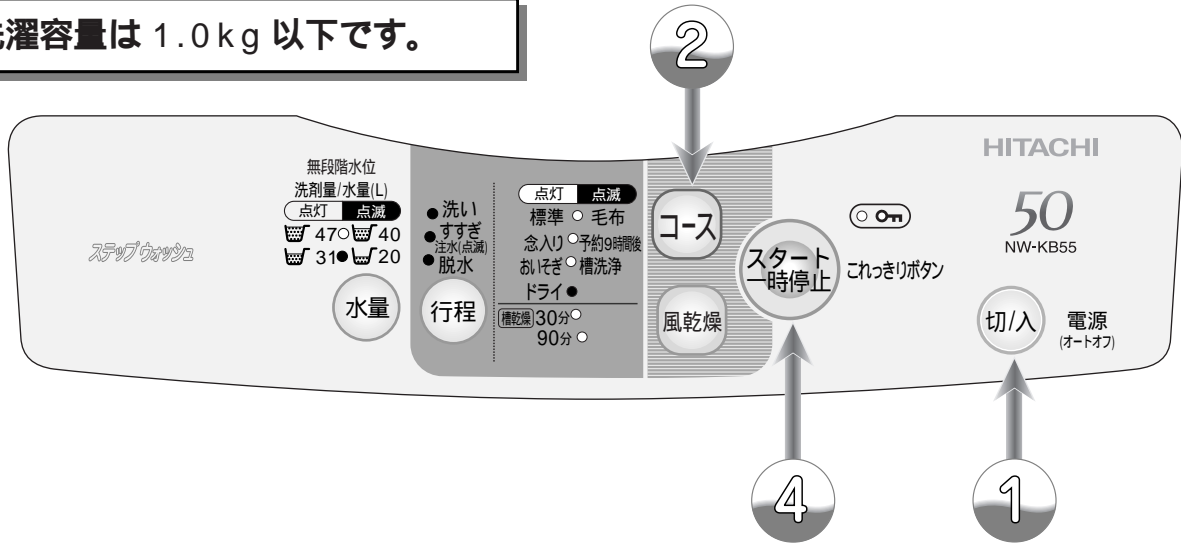 洗濯容量は 1.0kg 以下です。
2
HITACHI
50
NW-KB55
ステップ ウォッシュ
無段階水位
洗剤量/水量(L)
点灯 点滅
47 40
31 20
水量
洗い
すすぎ
注水(点滅)
脱水
行程
点灯 点滅
標準 毛布
念入り 予約9時間後
おいそぎ 槽洗浄
ドライ
槽乾燥 30分
90分
コース
風乾燥
スタート
一時停止
これっきりボタン
切/入
電源
(オートオフ)
4
1